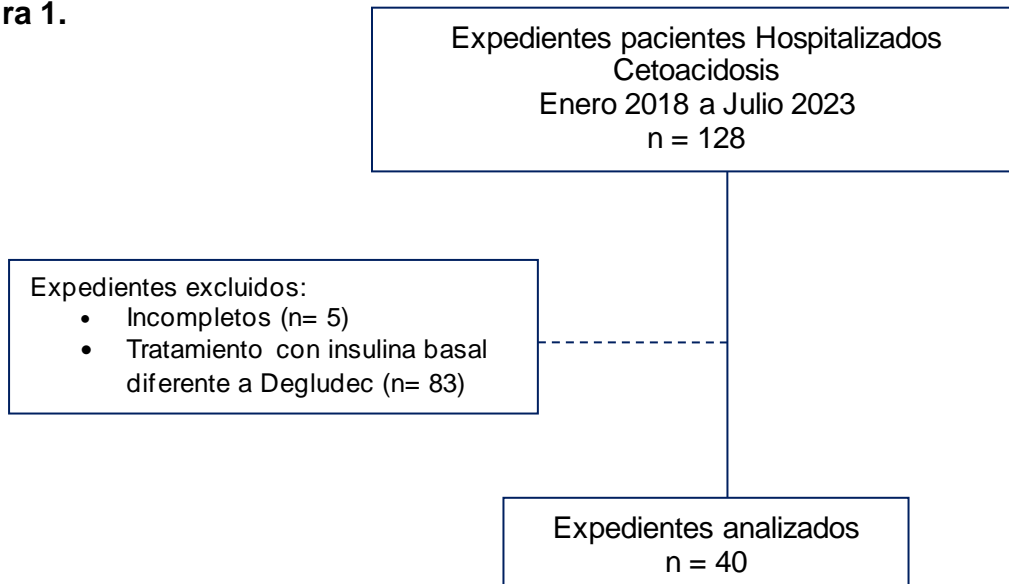 ra 1.
Expedientes pacientes Hospitalizados
Cetoacidosis
Enero 2018 a Julio 2023
n = 128
Expedientes excluidos:
• Incompletos (n= 5)
• Tratamiento con insulina basal
diferente a Degludec (n= 83)
Expedientes analizados
n = 40